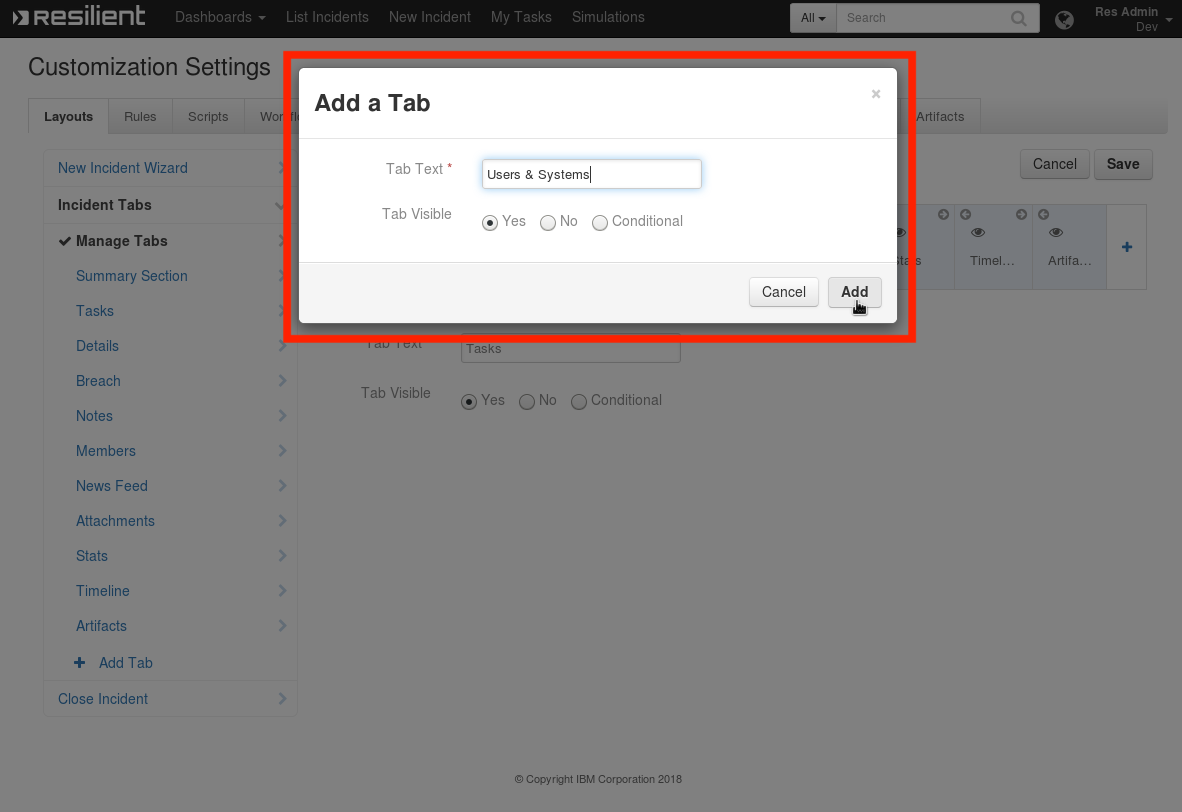 RESILIENT Dashboards List Incidents New Incident My Tasks Simulations All Search Res Admin
Dev
Customization Settings
Add a Tab ×
Layouts Rules Scripts Artifacts
Tab Text * Users & Systems
New Incident Wizard Cancel Save
Incident Tabs
Tab Visible Yes No Conditional
✔ Manage Tabs
Timel... Artifa... +
Summary Section
Cancel Add
Tasks
Tab Text Tasks
Details
Breach
Tab Visible Yes No Conditional
Notes
Members
News Feed
Attachments
Stats
Timeline
Artifacts
+ Add Tab
Close Incident
© Copyright IBM Corporation 2018